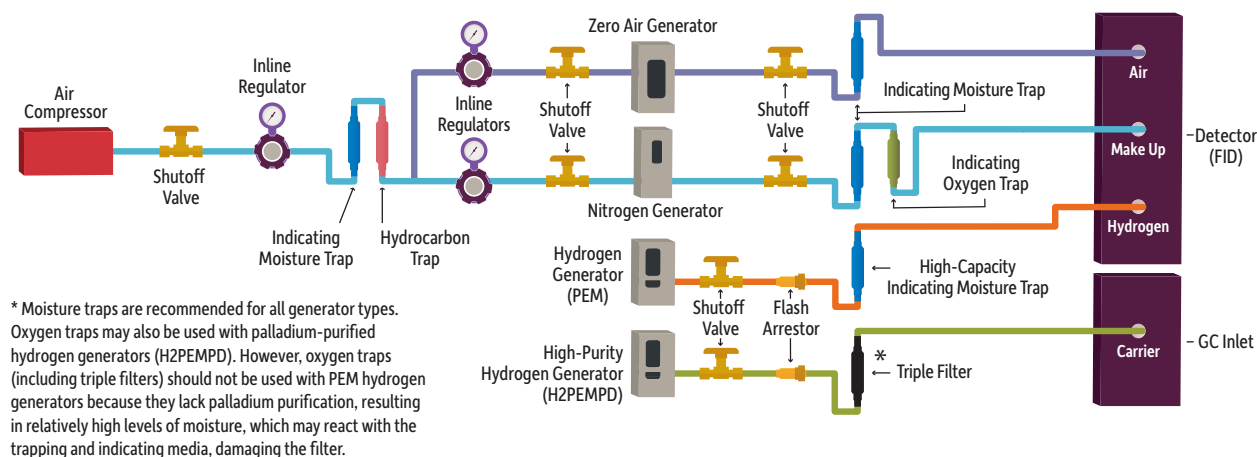 Zero Air Generator
Air
Compressor
Inline
Regulator
Shutoff
Valve
Indicating
Moisture Trap
Hydrocarbon
Trap
Inline
Regulators
Shutoff
Valve
Shutoff
Valve
Nitrogen Generator
Indicating Moisture Trap
Indicating
Oxygen Trap
Air
Make Up
Hydrogen
Detector
(FID)
Hydrogen
Generator
(PEM)
Shutoff
Valve
Flash
Arrestor
High-Capacity
Indicating Moisture Trap
High-Purity
Hydrogen Generator
(H2PEMPD)
*
Triple Filter
Carrier
GC Inlet
* Moisture traps are recommended for all generator types.
Oxygen traps may also be used with palladium-purified
hydrogen generators (H2PEMPD). However, oxygen traps
(including triple filters) should not be used with PEM hydrogen
generators because they lack palladium purification, resulting
in relatively high levels of moisture, which may react with the
trapping and indicating media, damaging the filter.